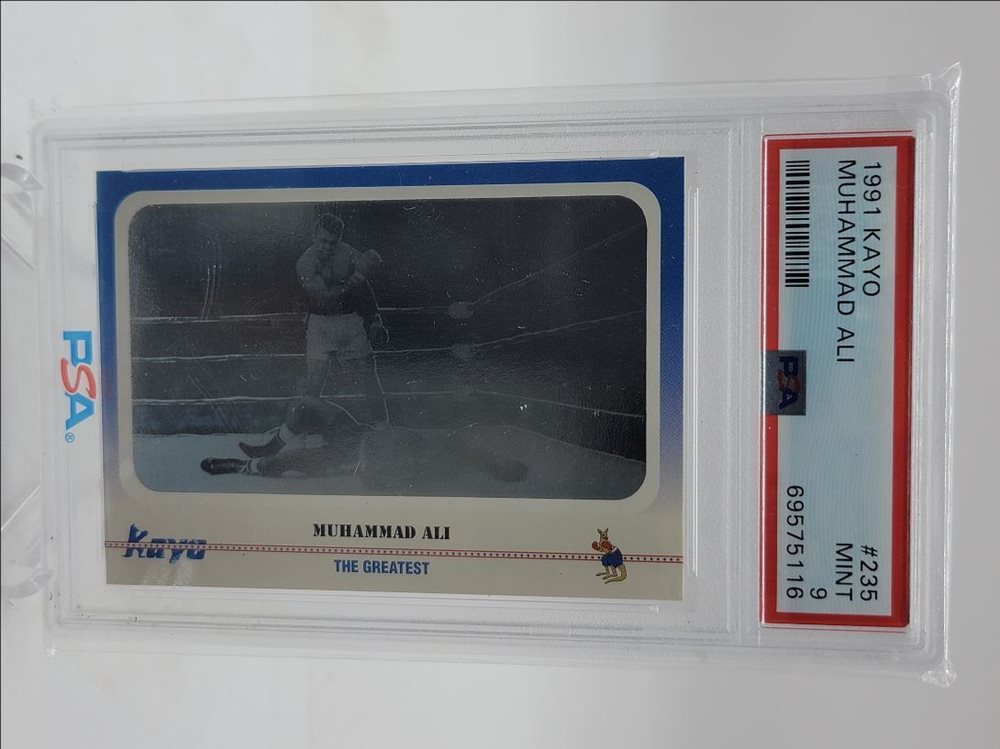 1991 KAYO
MUHAMMAD ALI
#235
MINT
9
69575116
PSA
Kayo
MUHAMMAD ALI
THE GREATEST
PSA®